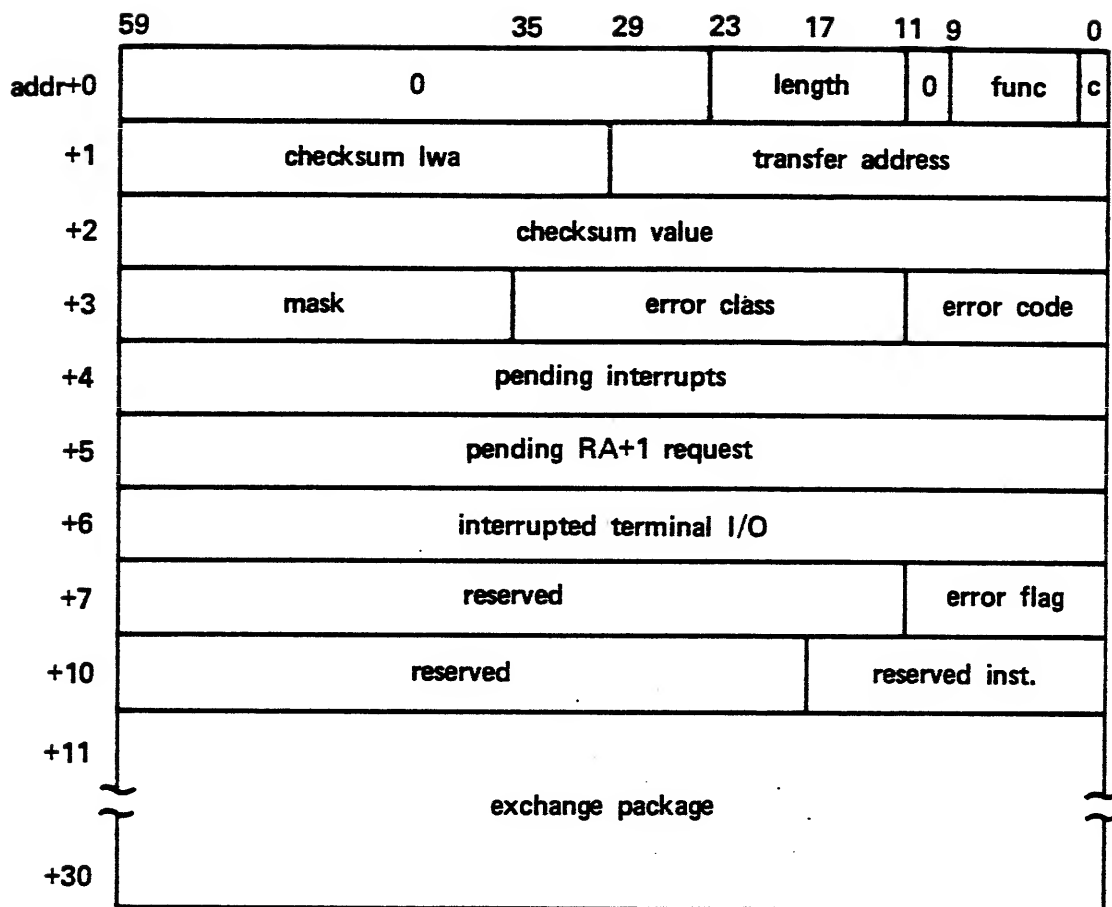 59 35 29 23 17 11 9 0
addr+0 0 length 0 func c
+1 checksum lwa transfer address
+2 checksum value
+3 mask error class error code
+4 pending interrupts
+5 pending RA+1 request
+6 interrupted terminal I/O
+7 reserved error flag
+10 reserved reserved inst.
+11
exchange package
+30